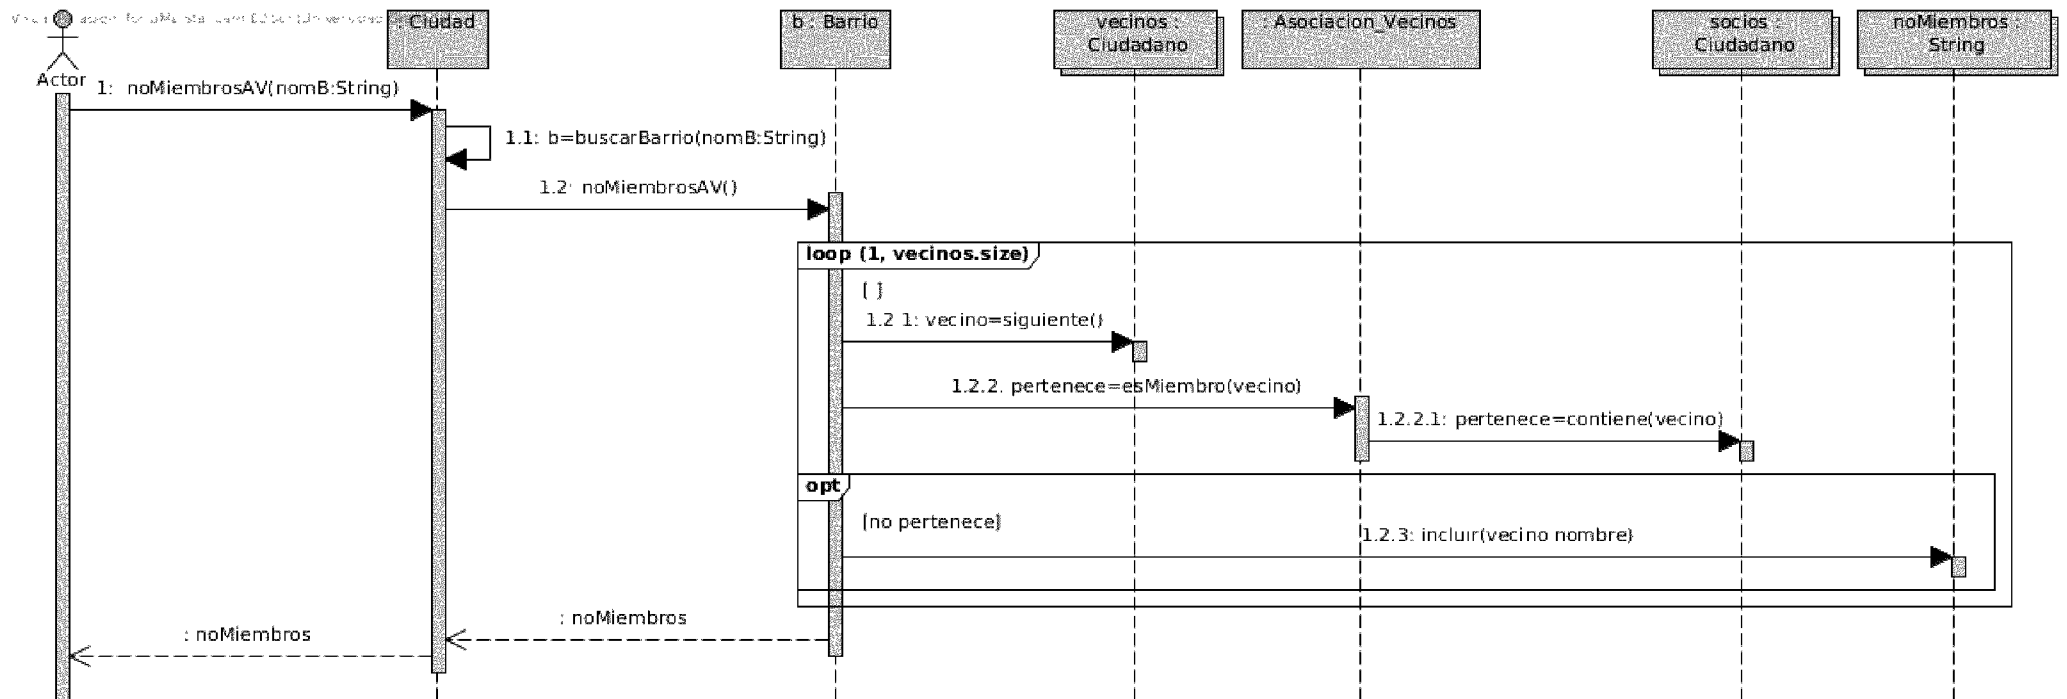 Ciudad
b : Barrio
vecinos :
Ciudadano
: Asociacion_Vecinos
socios :
Ciudadano
noMiembros :
String
Actor
1: noMiembrosAV(nomB:String)
1.1: b=buscarBarrio(nomB:String)
1.2: noMiembrosAV()
loop (1, vecinos.size)
[ ]
1.2 1: vecino=siguiente()
1.2.2. pertenece=esMiembro(vecino)
1.2.2.1: pertenece=contiene(vecino)
opt
[no pertenece]
1.2.3: incluir(vecino nombre)
: noMiembros
: noMiembros